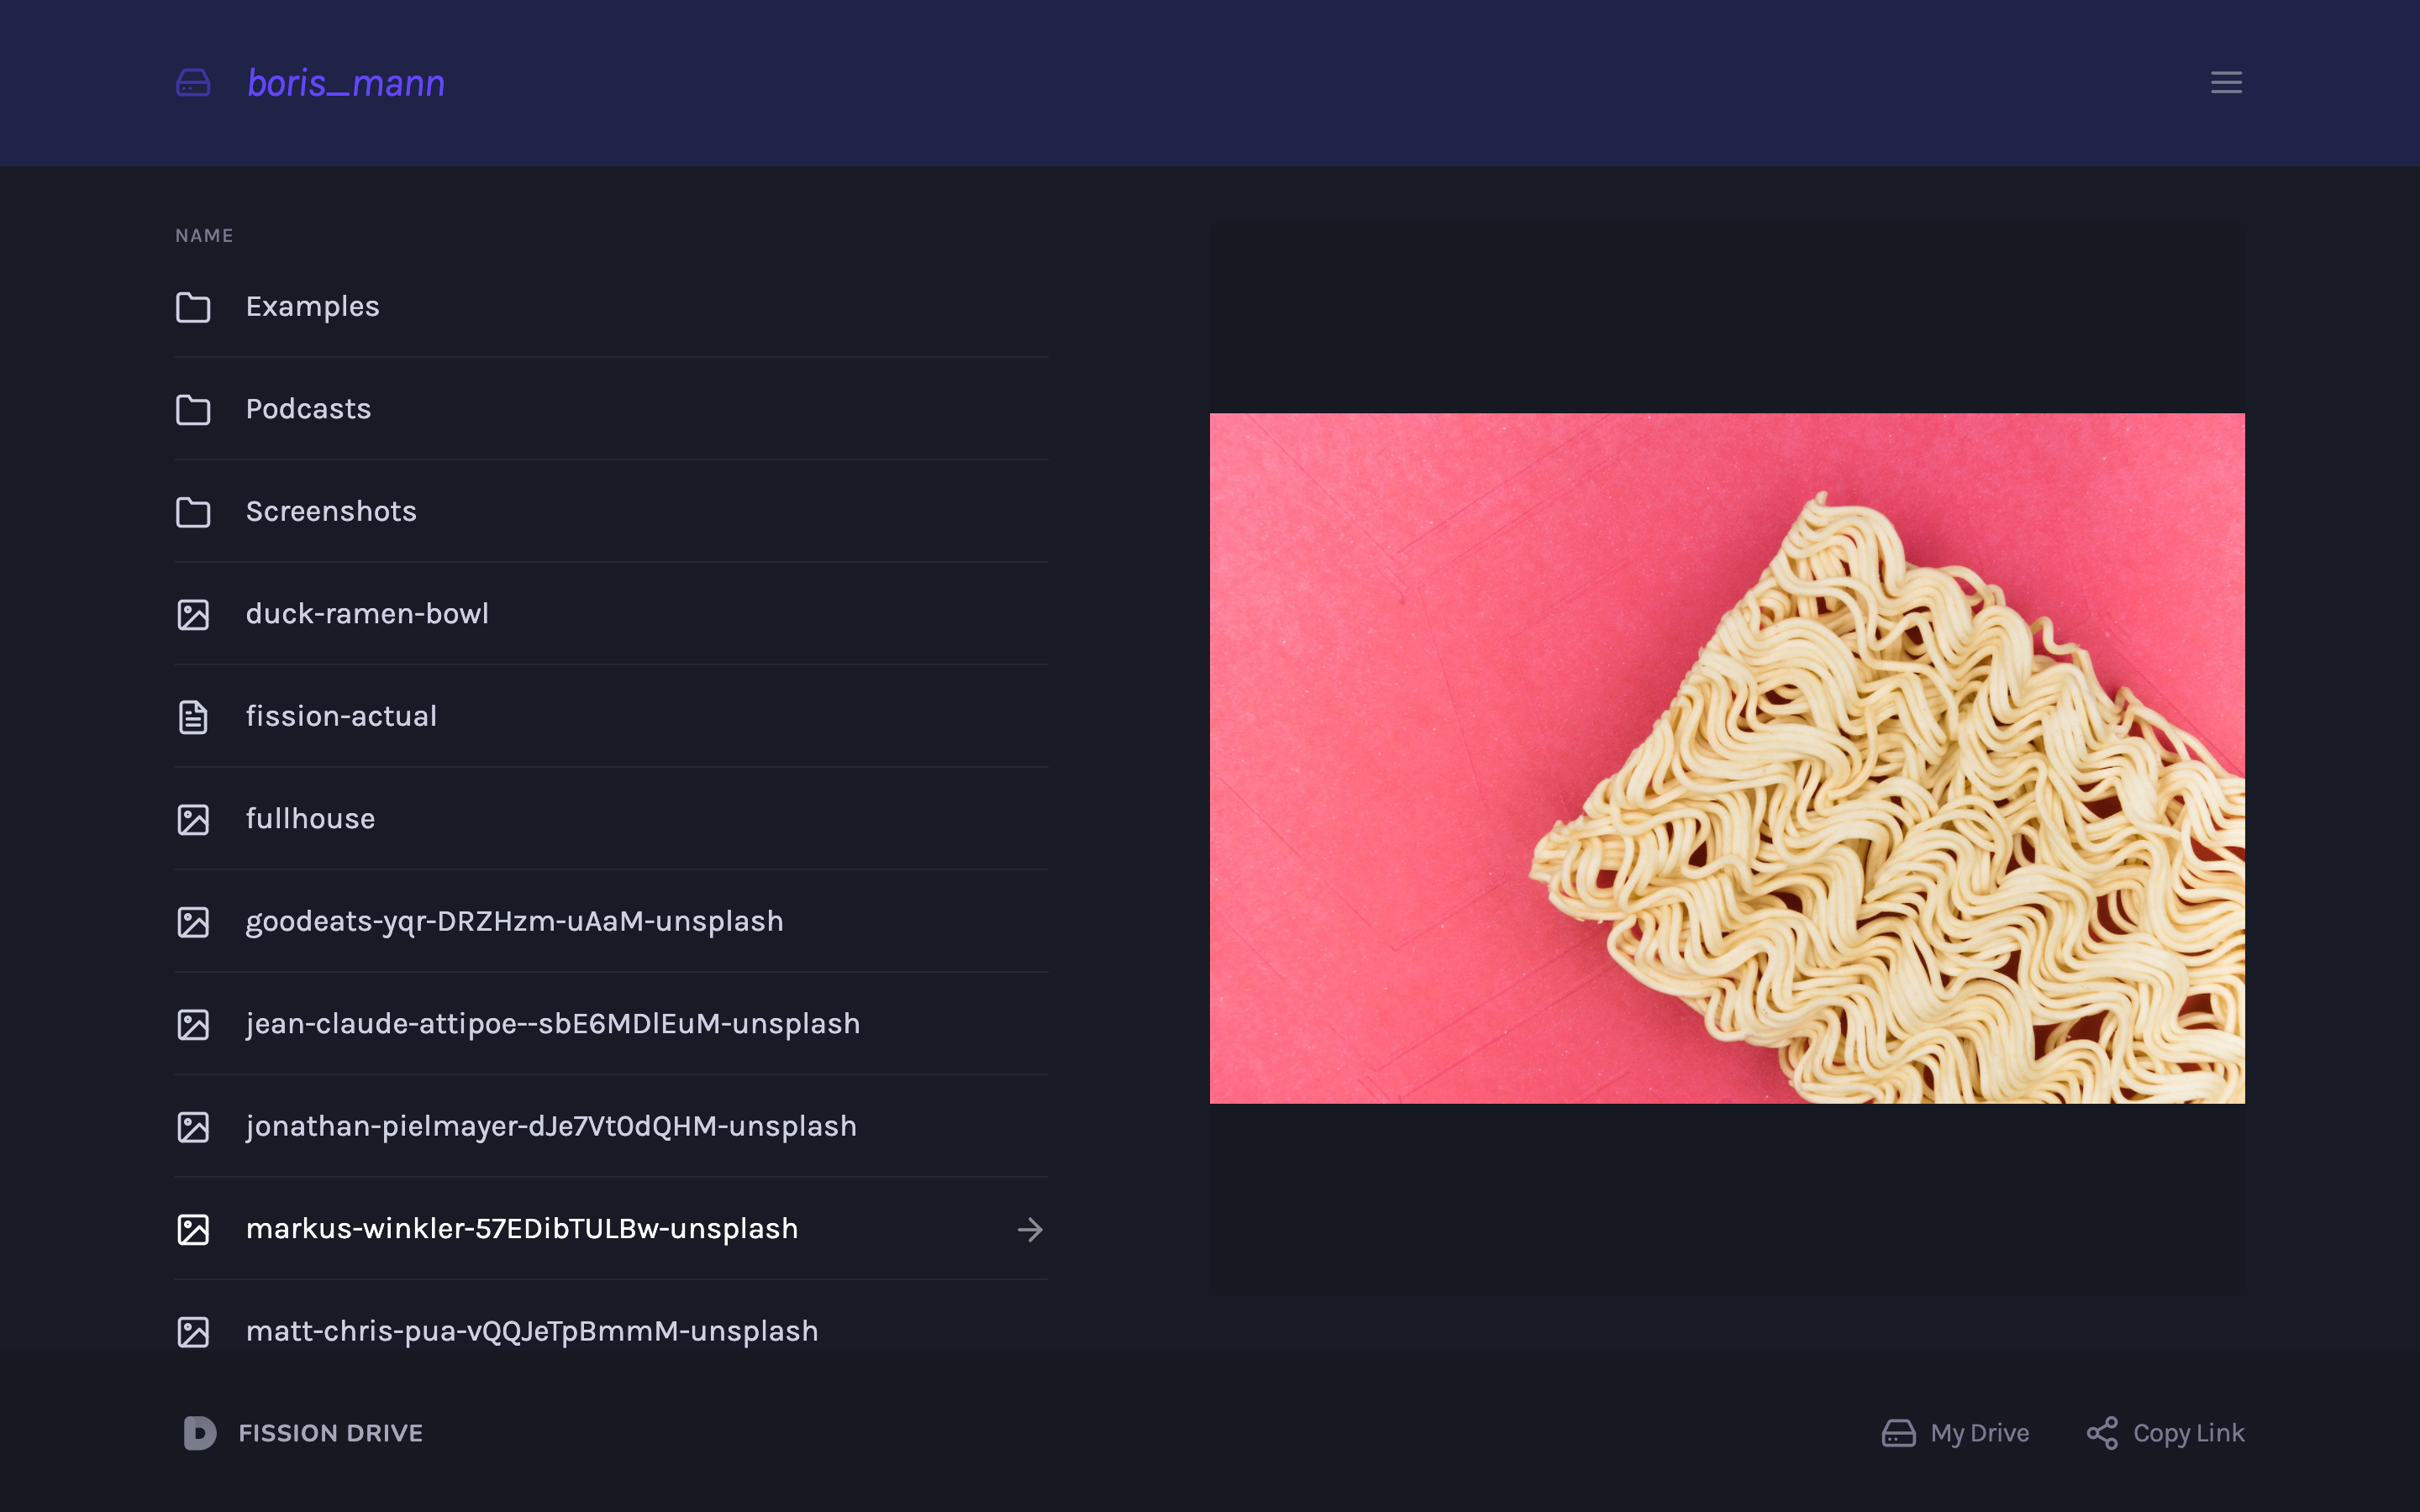 boris_mann
NAME
Examples
Podcasts
Screenshots
duck-ramen-bowl
fission-actual
fullhouse
goodeats-yqr-DRZHzm-uAaM-unsplash
jean-claude-attipoe--sbE6MDlEuM-unsplash
jonathan-pielmayer-dJe7Vt0dQHM-unsplash
markus-winkler-57EDibTULBw-unsplash
matt-chris-pua-vQQJeTpBmmM-unsplash
FISSION DRIVE
My Drive
Copy Link